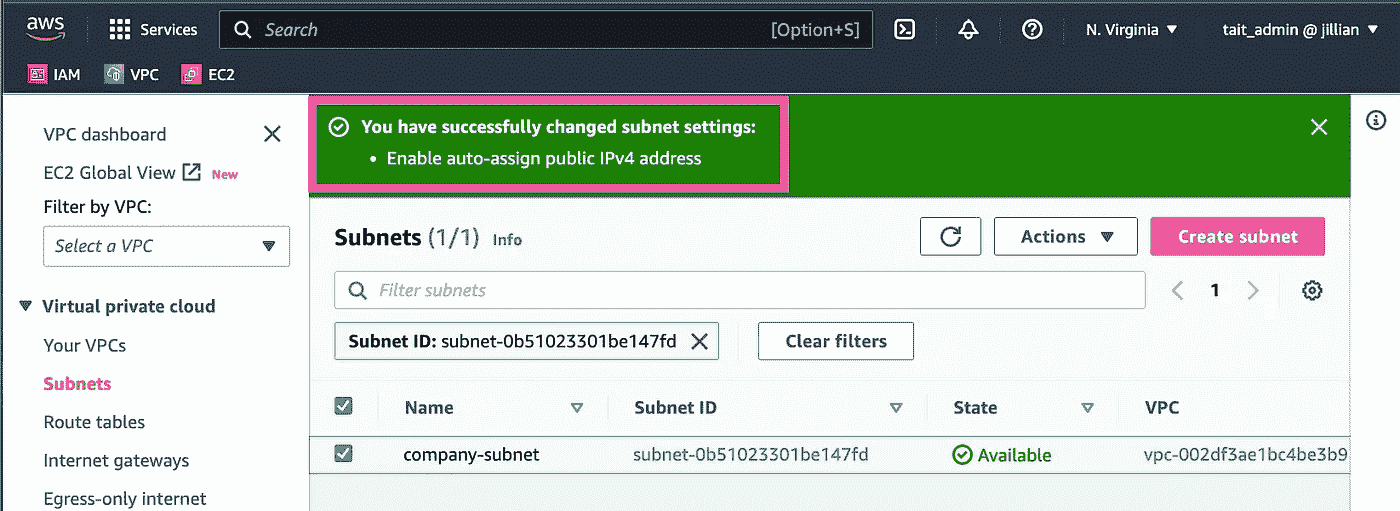 aws
Services
Search
[Option+S]
N. Virginia
tait_admin @ jillian
IAM
VPC
EC2
VPC dashboard
EC2 Global View
New
Filter by VPC:
Select a VPC
Virtual private cloud
Your VPCs
Subnets
Route tables
Internet gateways
Egress-only internet
You have successfully changed subnet settings:
• Enable auto-assign public IPv4 address
Subnets (1/1) Info
Actions
Create subnet
Filter subnets
1
Subnet ID: subnet-0b51023301be147fd
Clear filters
Name
Subnet ID
State
VPC
company-subnet
subnet-0b51023301be147fd
Available
vpc-002df3ae1bc4be3b9